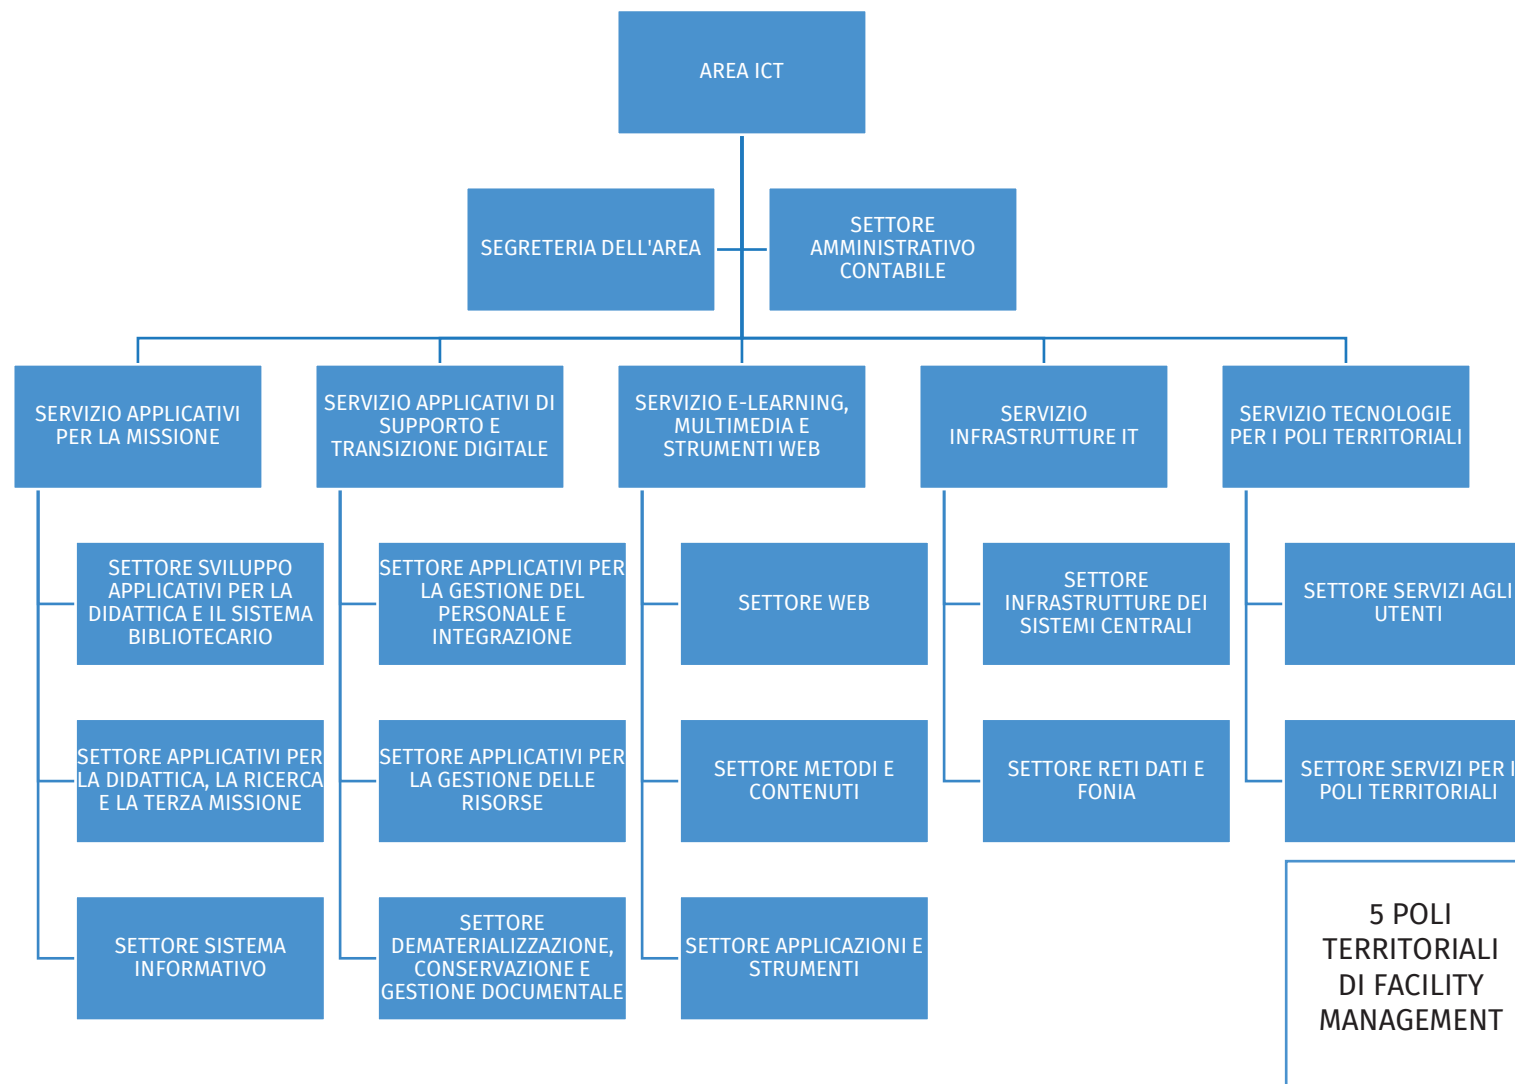 AREA ICT
SEGRETERIA DELL'AREA
SETTORE
AMMINISTRATIVO
CONTABILE
SERVIZIO APPLICATIVI
PER LA MISSIONE
SERVIZIO APPLICATIVI DI
SUPPORTO E
TRANSIZIONE DIGITALE
SERVIZIO E-LEARNING,
MULTIMEDIA E
STRUMENTI WEB
SERVIZIO
INFRASTRUTTURE IT
SERVIZIO TECNOLOGIE
PER I POLI TERRITORIALI
SETTORE SVILUPPO
APPLICATIVI PER LA
DIDATTICA E IL SISTEMA
BIBLIOTECARIO
SETTORE APPLICATIVI PER
LA GESTIONE DEL
PERSONALE E
INTEGRAZIONE
SETTORE WEB
SETTORE
INFRASTRUTTURE DEI
SISTEMI CENTRALI
SETTORE SERVIZI AGLI
UTENTI
SETTORE APPLICATIVI PER
LA DIDATTICA, LA RICERCA
E LA TERZA MISSIONE
SETTORE APPLICATIVI PER
LA GESTIONE DELLE
RISORSE
SETTORE METODI E
CONTENUTI
SETTORE RETI DATI E
FONIA
SETTORE SERVIZI PER I
POLI TERRITORIALI
SETTORE SISTEMA
INFORMATIVO
SETTORE
DEMATERIALIZZAZIONE,
CONSERVAZIONE E
GESTIONE DOCUMENTALE
SETTORE APPLICAZIONI E
STRUMENTI
5 POLI
TERRITORIALI
DI FACILITY
MANAGEMENT